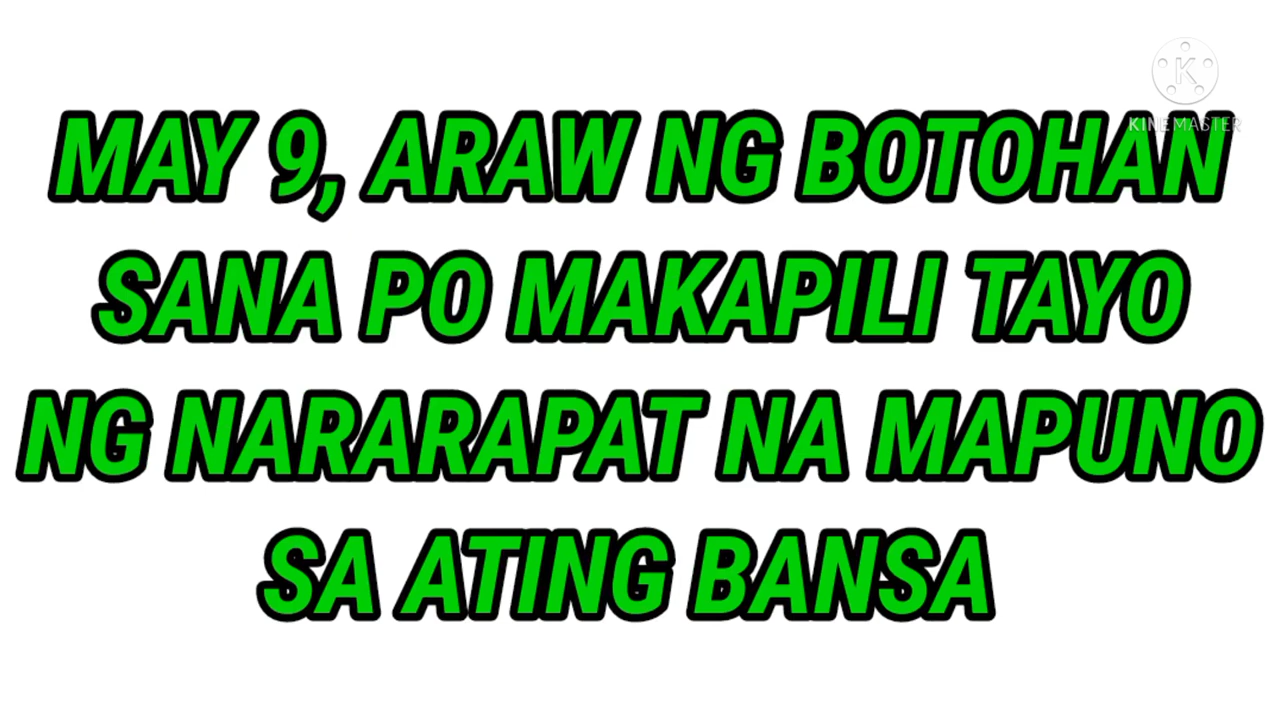 K
KINEMASTER
MAY 9, ARAW NG BOTOHAN
SANA PO MAKAPILI TAYO
NG NARARAPAT NA MAPUNO
SA ATING BANSA